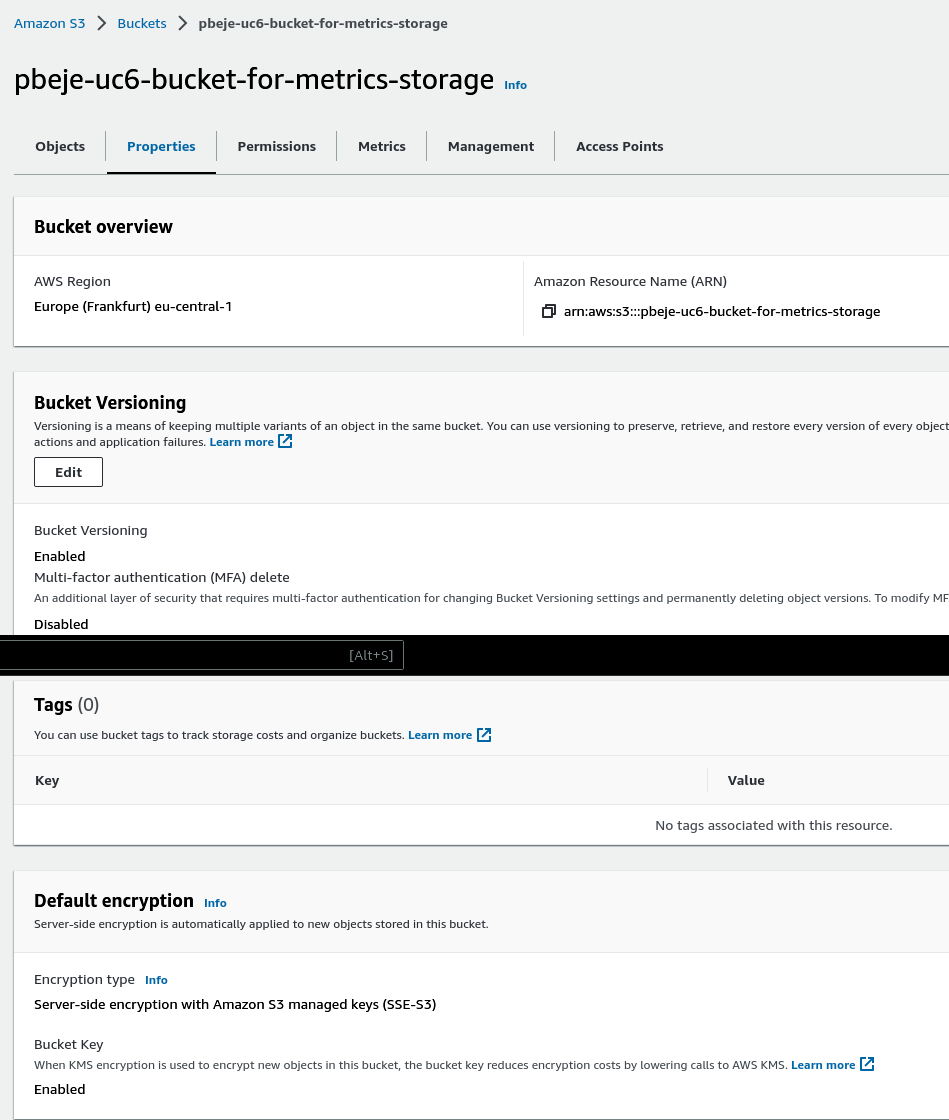 Amazon S3 > Buckets > pbeje-uc6-bucket-for-metrics-storage
pbeje-uc6-bucket-for-metrics-storage Info
Objects Properties Permissions Metrics Management Access Points
Bucket overview
AWS Region
Europe (Frankfurt) eu-central-1
Amazon Resource Name (ARN)
arn:aws:s3:::pbeje-uc6-bucket-for-metrics-storage
Bucket Versioning
Versioning is a means of keeping multiple variants of an object in the same bucket. You can use versioning to preserve, retrieve, and restore every version of every object
actions and application failures. Learn more
Edit
Bucket Versioning
Enabled
Multi-factor authentication (MFA) delete
An additional layer of security that requires multi-factor authentication for changing Bucket Versioning settings and permanently deleting object versions. To modify MF
Disabled
[Alt+S]
Tags (0)
You can use bucket tags to track storage costs and organize buckets. Learn more
Key Value
No tags associated with this resource.
Default encryption Info
Server-side encryption is automatically applied to new objects stored in this bucket.
Encryption type Info
Server-side encryption with Amazon S3 managed keys (SSE-S3)
Bucket Key
When KMS encryption is used to encrypt new objects in this bucket, the bucket key reduces encryption costs by lowering calls to AWS KMS. Learn more
Enabled